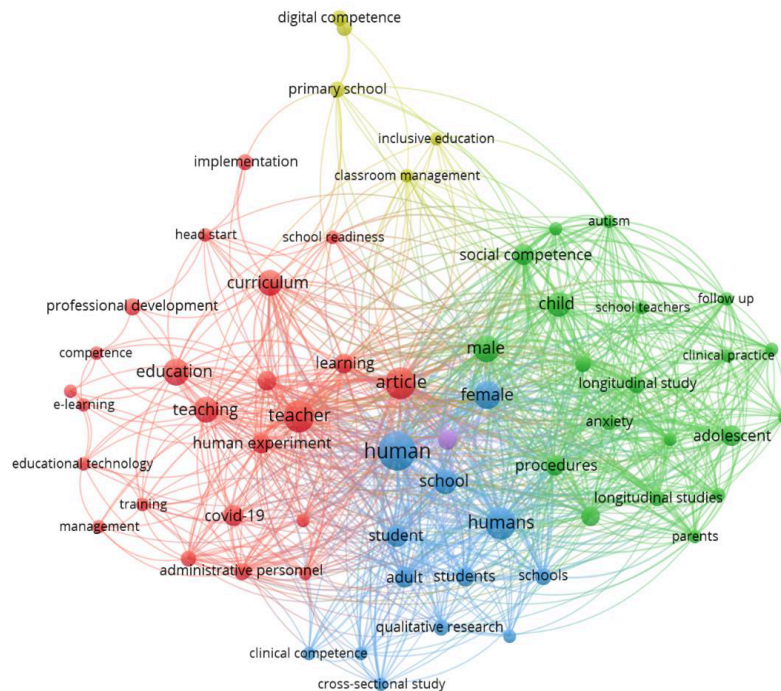 digital competence
primary school
inclusive education
implementation
classroom management
autism
head start
school readiness
social competence
curriculum
professional development
child
school teachers
follow up
competence
learning
male
clinical practice
education
article
longitudinal study
e-learning
teaching
teacher
female
anxiety
human experiment
human
adolescent
educational technology
school
procedures
training
longitudinal studies
management
covid-19
student
humans
parents
administrative personnel
adult
students
schools
qualitative research
clinical competence
cross-sectional study